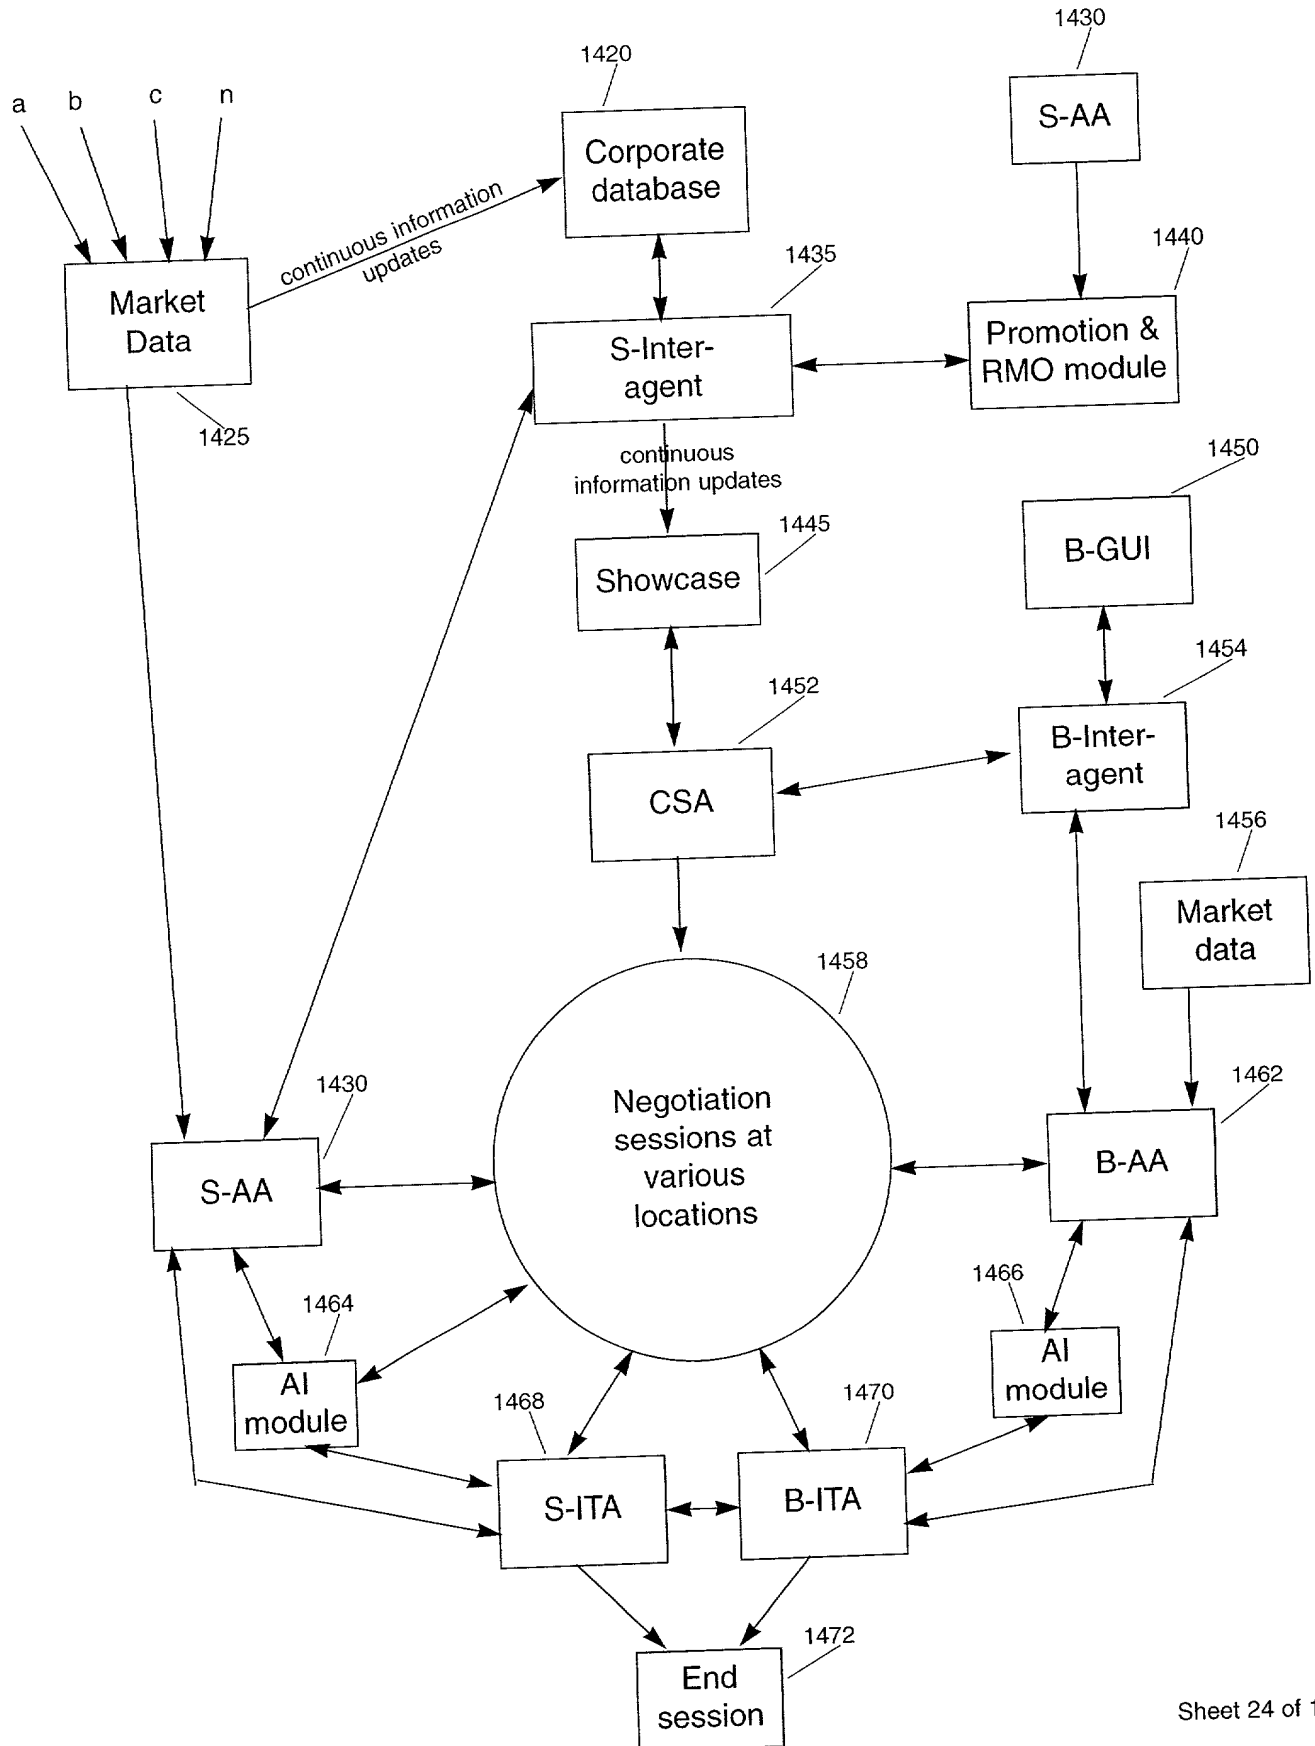 1430
1420
S-AA
a b c n
Corporate
database
continuous information
updates
1440
1435
Market
Data
Promotion &
RMO module
S-Inter-
agent
1425
continuous
information updates
1450
1445
B-GUI
Showcase
1454
1452
B-Inter-
agent
CSA
1456
Market
data
1458
1430
1462
Negotiation
sessions at
various
locations
S-AA
B-AA
1464
1466
AI
module
AI
module
1468
1470
S-ITA
B-ITA
1472
End
session
Sheet 24 of 1